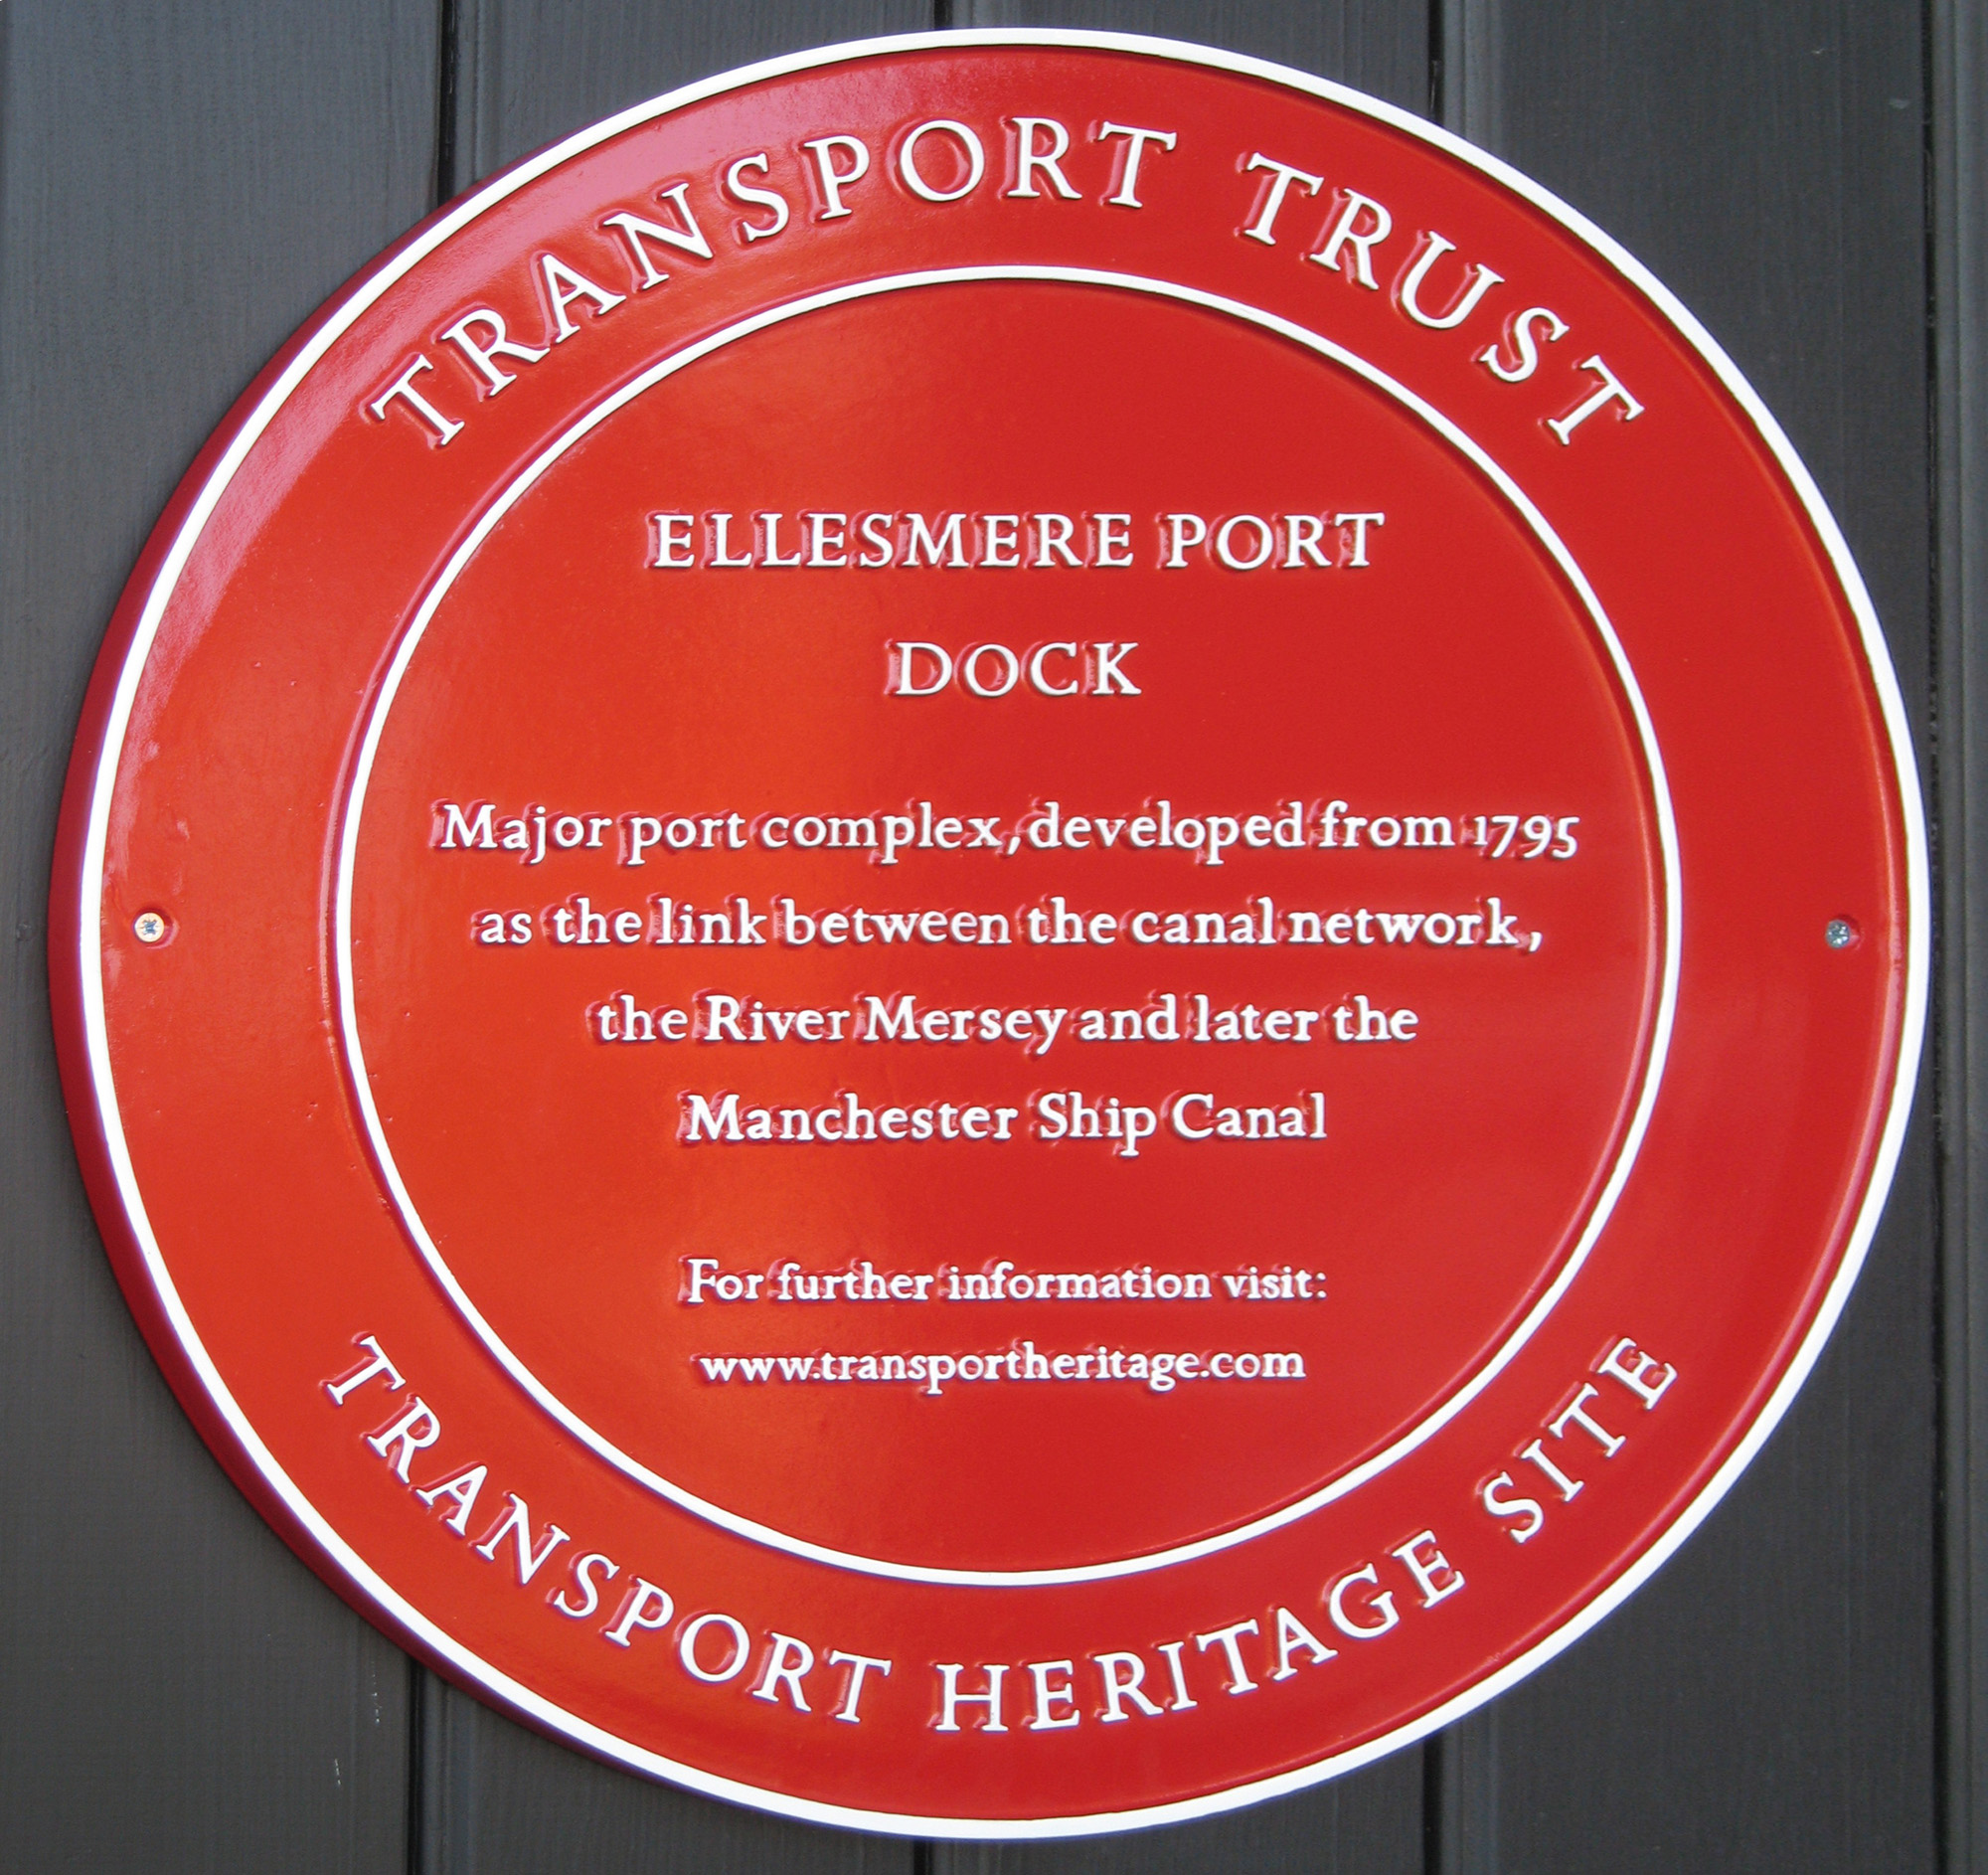 TRANSPORT TRUST
ELLESMERE PORT
DOCK
Major port complex, developed from 1795
as the link between the canal network,
the River Mersey and later the
Manchester Ship Canal
For further information visit:
www.transportheritage.com
TRANSPORT HERITAGE SITE